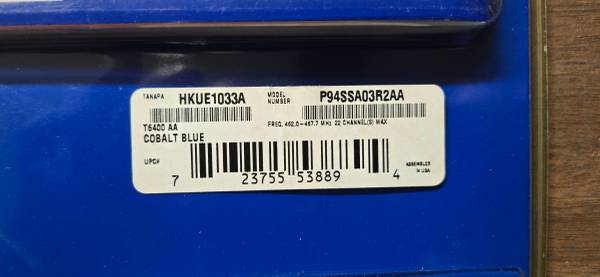 TANAPA HKUE1033A MODEL NUMBER P94SSA03R2AA
T6400 AA FREQ. 462.5-467.7 MHz 22 CHANNEL(S) MAX
COBALT BLUE
UPC# ASSEMBLED IN USA
7 23755 53889 4